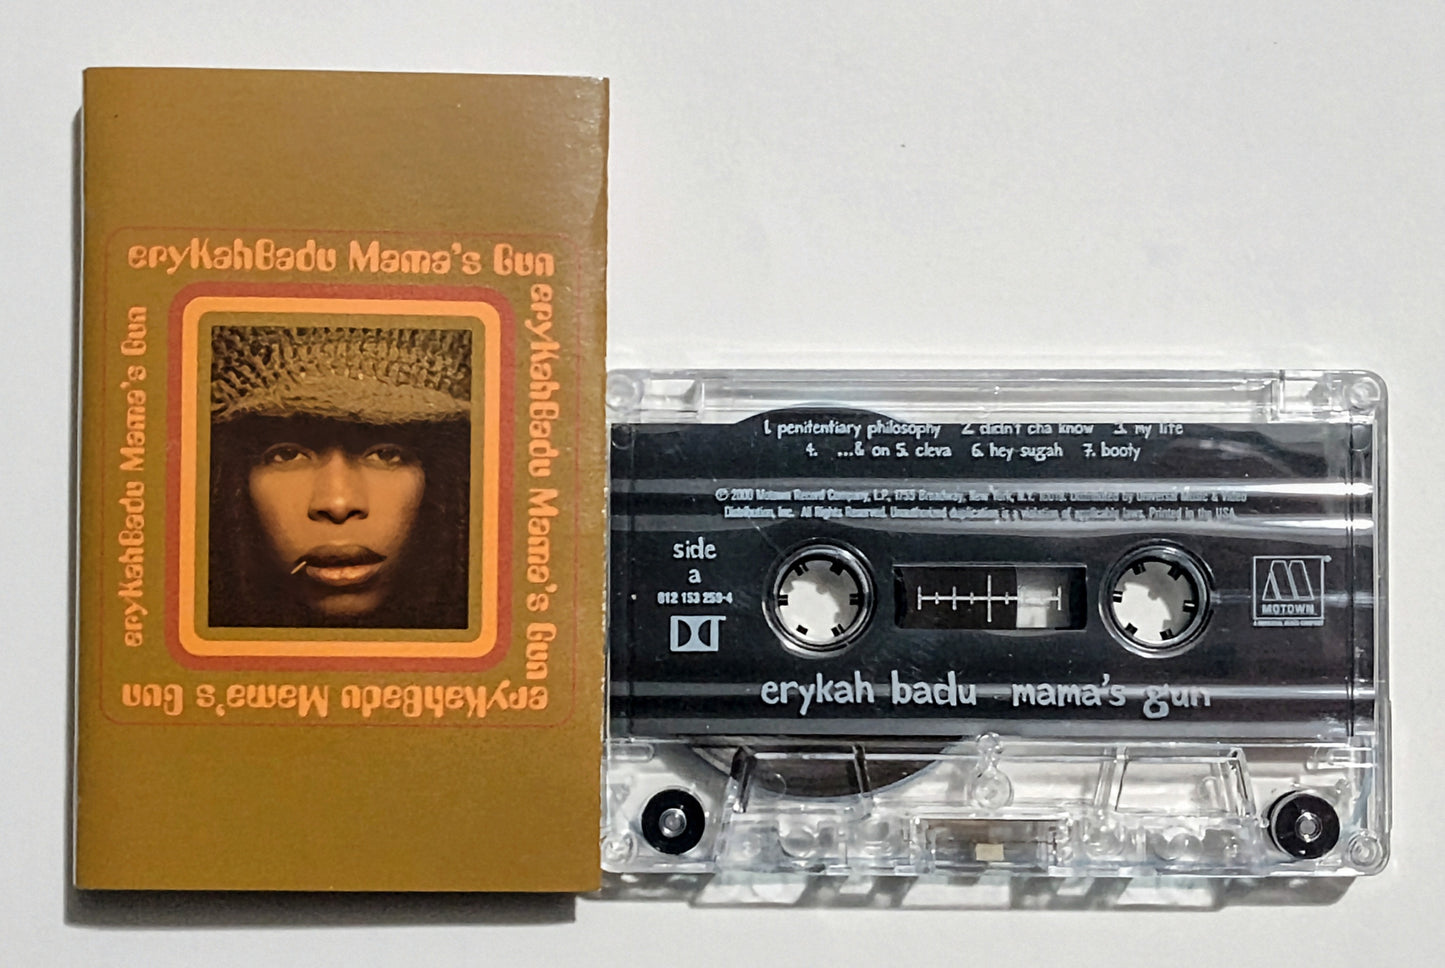 eryKahBadu Mama's Gun
eryKahBadu Mama's Gun
eryKahBadu Mama's Gun
eryKahBadu Mama's Gun
1. penitentiary philosophy 2. didn't cha know 3. my life
4. ...& on 5. cleva 6. hey sugah 7. booty
℗ 2000 Motown Record Company, L.P., 1755 Broadway, New York, N.Y. 10019. Distributed by Universal Music & Video
Distribution, Inc. All Rights Reserved. Unauthorized duplication is a violation of applicable laws. Printed in the USA.
side
a
012 153 259-4
erykah badu mama's gun
M
MOTOWN